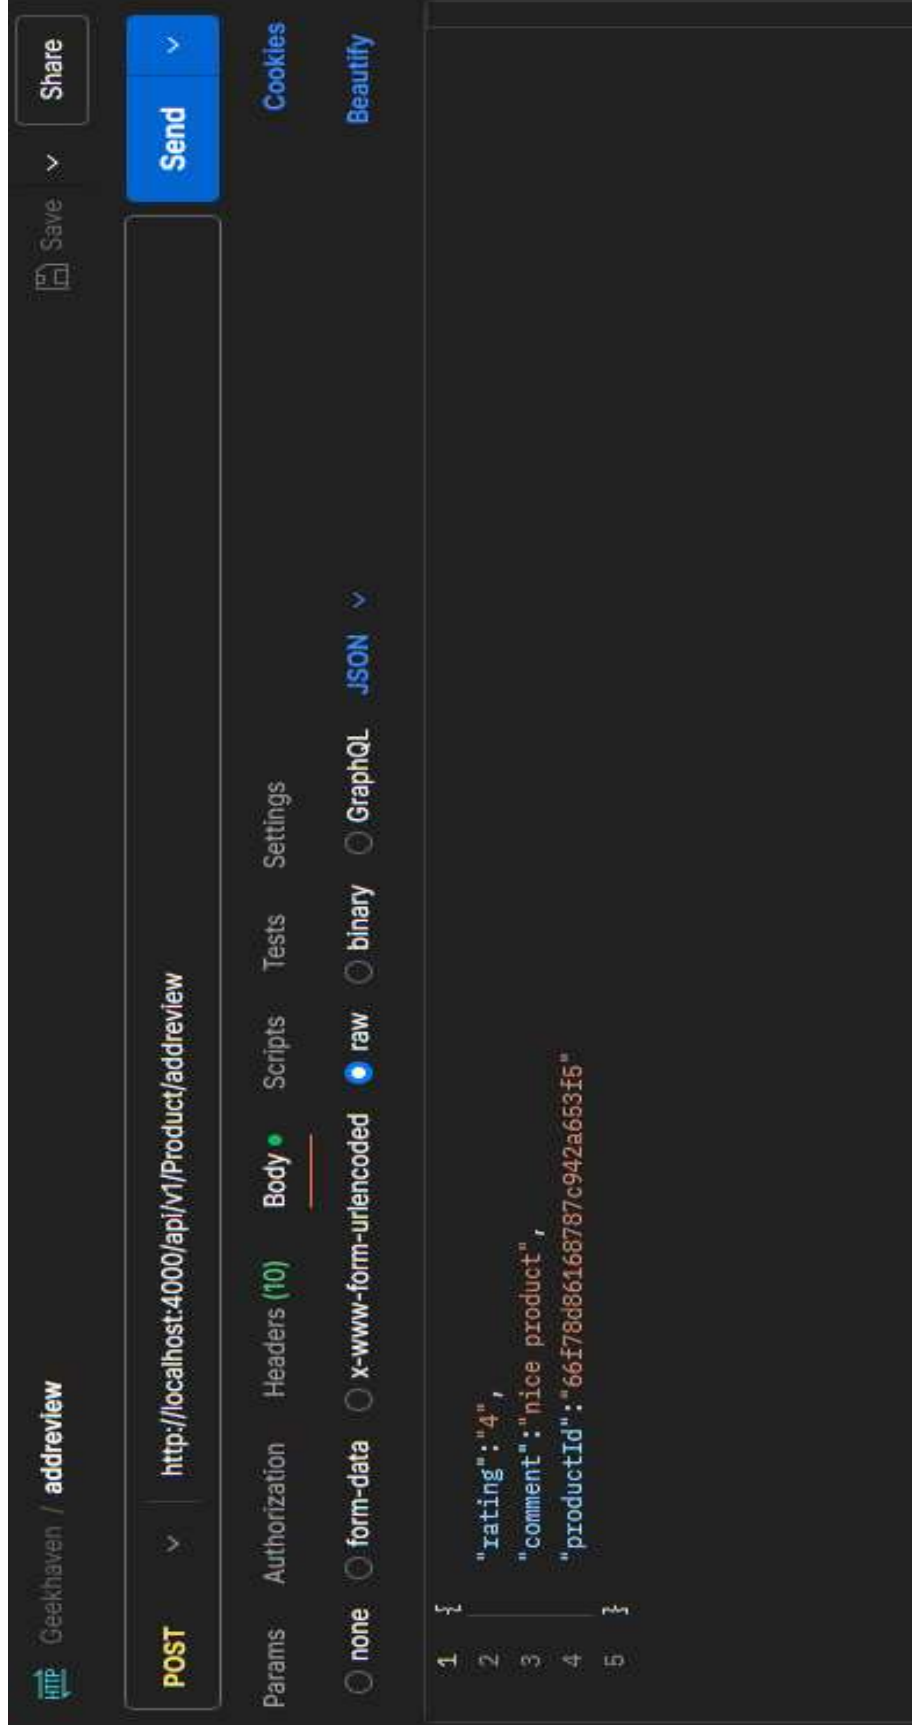 HTTP Geekhaven / addreview Save Share
POST http://localhost:4000/api/v1/Product/addreview Send
Params Authorization Headers (10) Body Scripts Tests Settings Cookies
none form-data x-www-form-urlencoded raw binary GraphQL JSON Beautify
1 {
2 "rating":"4",
3 "comment":"nice product",
4 "productId":"66f78d86168787c942a653f5"
5 }